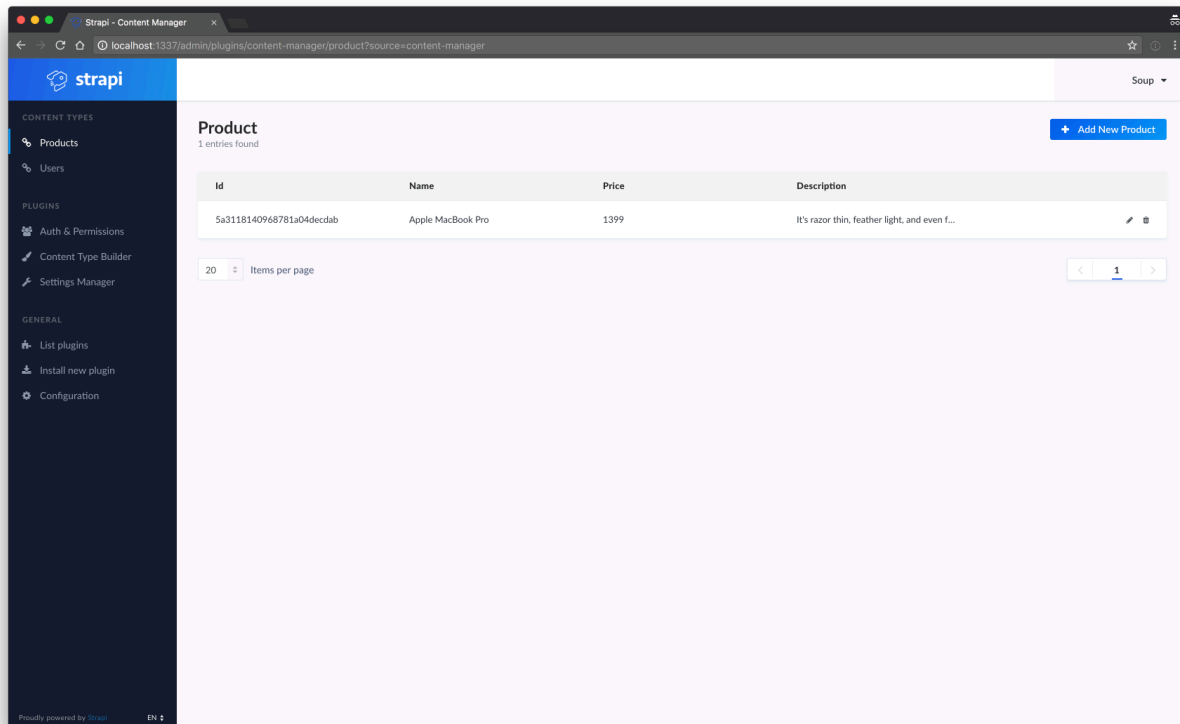 Strapi - Content Manager
localhost:1337/admin/plugins/content-manager/product?source=content-manager
strapi
Soup
CONTENT TYPES
Products
Users
PLUGINS
Auth & Permissions
Content Type Builder
Settings Manager
GENERAL
List plugins
Install new plugin
Configuration
Proudly powered by Strapi EN
Product
1 entries found
+ Add New Product
Id Name Price Description
5a3118140968781a04decdab Apple MacBook Pro 1399 It's razor thin, feather light, and even f...
20 Items per page
1